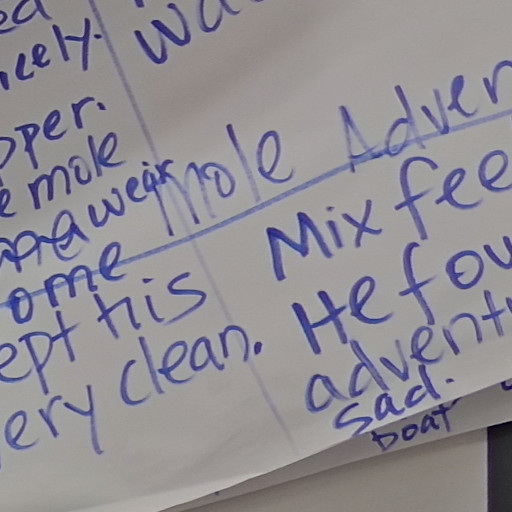 ed
icely.
pper.
e mole
wear
ome
ept his
ery clean.
wa
Mole Adven
Mix fee
He fou
adventu
sad.
boat